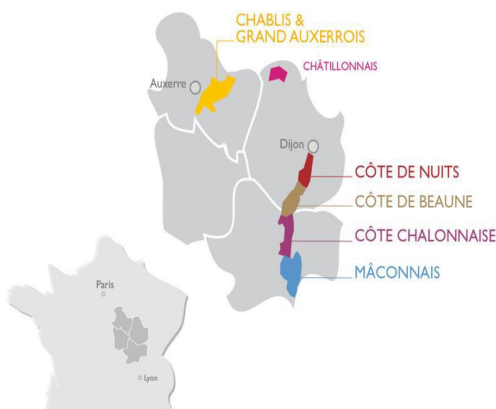 CHABLIS &
GRAND AUXERROIS
CHÂTILLONNAIS
Auxerre
Dijon
CÔTE DE NUITS
CÔTE DE BEAUNE
CÔTE CHALONNAISE
MÂCONNAIS
Paris
Lyon